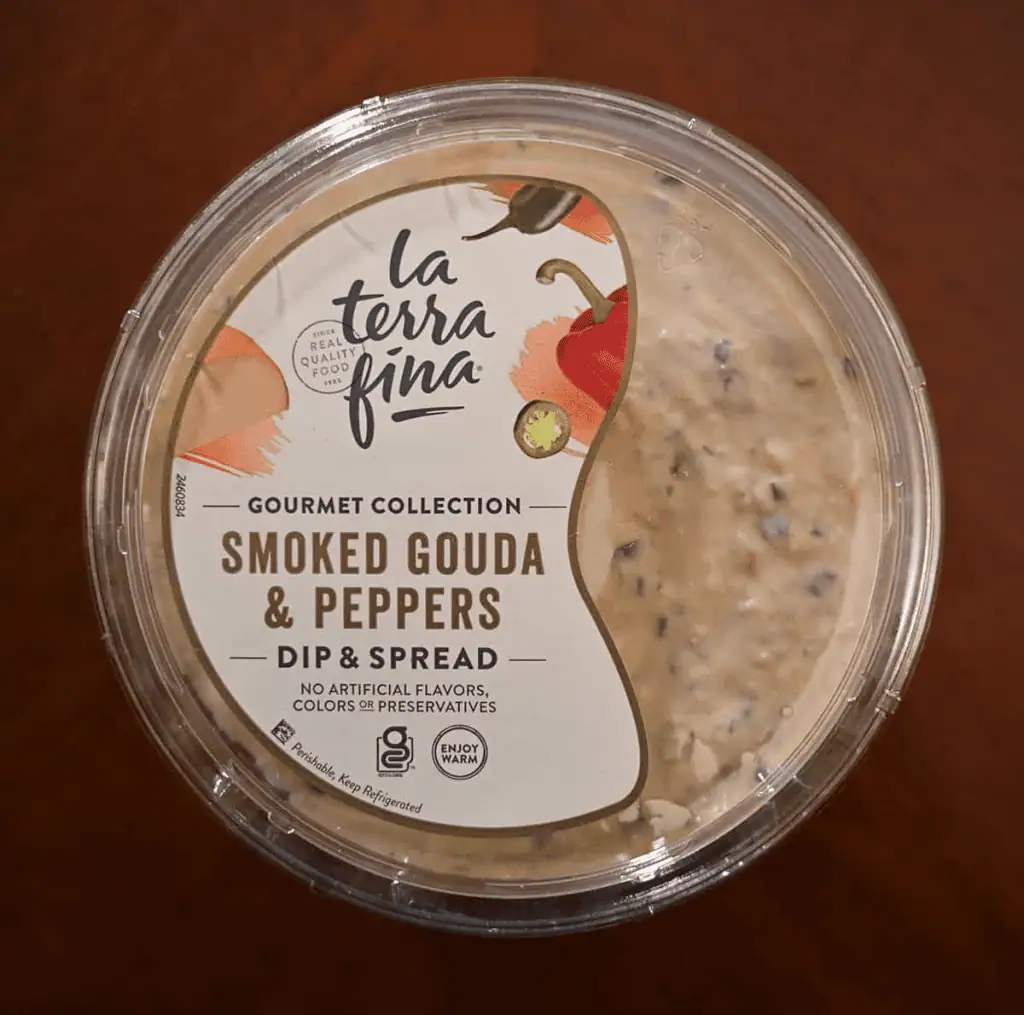 la
terra
fina
SINCE
REAL
QUALITY
FOOD
1982
2460834
GOURMET COLLECTION
SMOKED GOUDA
& PEPPERS
DIP & SPREAD
NO ARTIFICIAL FLAVORS,
COLORS OR PRESERVATIVES
g
ENJOY
WARM
Perishable, Keep Refrigerated